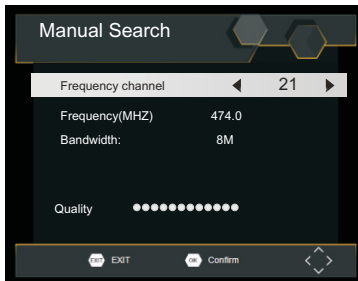 Manual Search
Frequency channel 21
Frequency(MHZ) 474.0
Bandwidth: 8M
Quality
EXIT EXIT OK Confirm